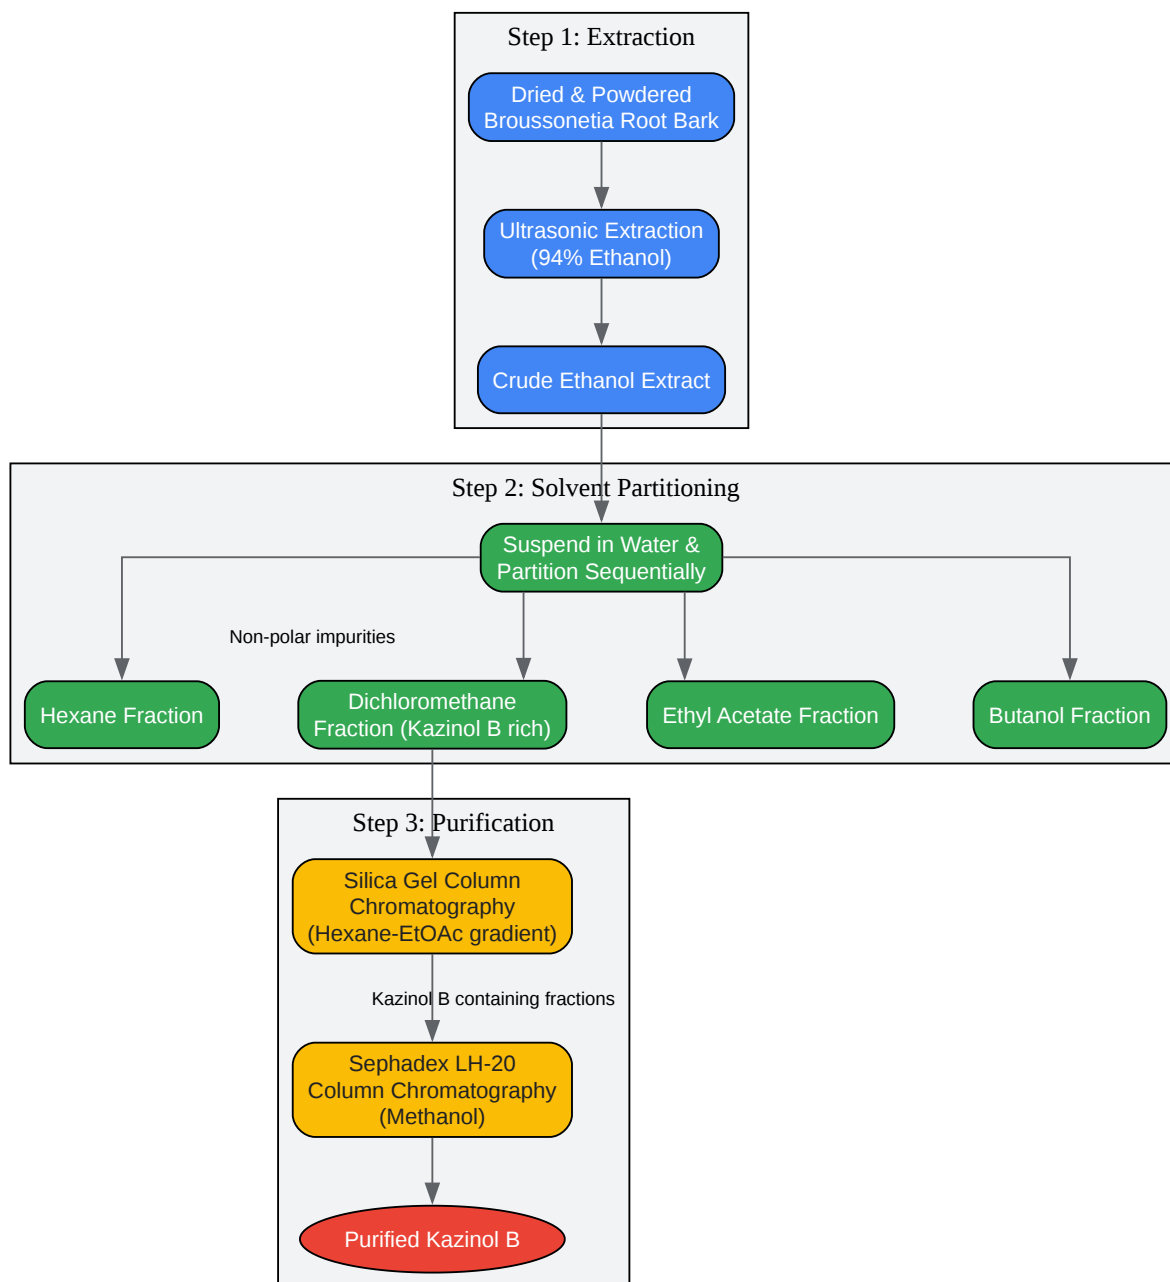 Step 1: Extraction
Dried & Powdered
Broussonetia Root Bark
Ultrasonic Extraction
(94% Ethanol)
Crude Ethanol Extract
Step 2: Solvent Partitioning
Suspend in Water &
Partition Sequentially
Non-polar impurities
Hexane Fraction
Dichloromethane
Fraction (Kazinol B rich)
Ethyl Acetate Fraction
Butanol Fraction
Step 3: Purification
Silica Gel Column
Chromatography
(Hexane-EtOAc gradient)
Kazinol B containing fractions
Sephadex LH-20
Column Chromatography
(Methanol)
Purified Kazinol B